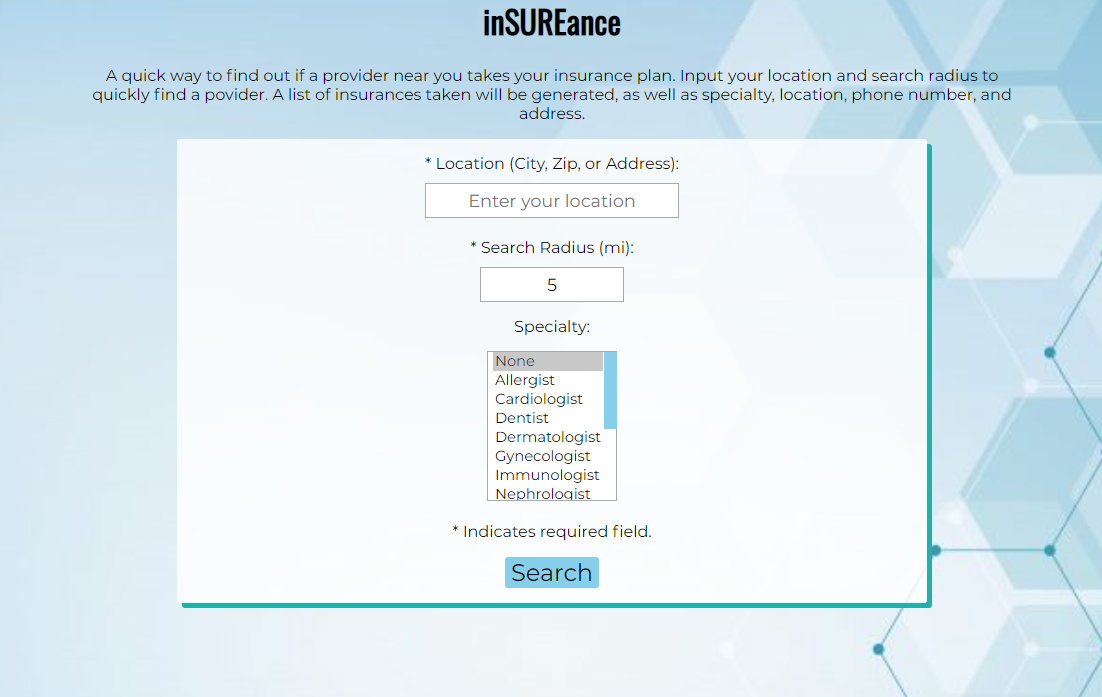 inSUREance
A quick way to find out if a provider near you takes your insurance plan. Input your location and search radius to
quickly find a povider. A list of insurances taken will be generated, as well as specialty, location, phone number, and
address.
* Location (City, Zip, or Address):
Enter your location
* Search Radius (mi):
5
Specialty:
None
Allergist
Cardiologist
Dentist
Dermatologist
Gynecologist
Immunologist
Nephrologist
* Indicates required field.
Search